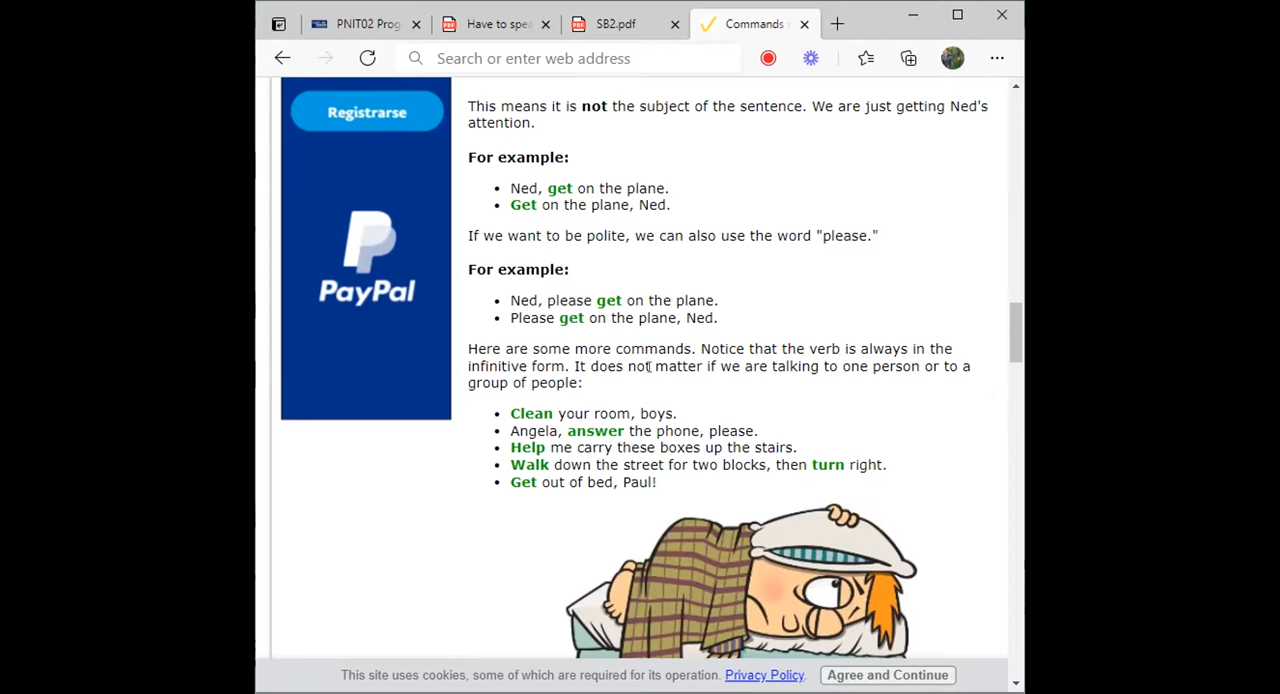 PNIT02 Prog
Have to spea
SB2.pdf
Commands
Search or enter web address
Registrarse
PayPal
This means it is not the subject of the sentence. We are just getting Ned's
attention.
For example:
• Ned, get on the plane.
• Get on the plane, Ned.
If we want to be polite, we can also use the word "please."
For example:
• Ned, please get on the plane.
• Please get on the plane, Ned.
Here are some more commands. Notice that the verb is always in the
infinitive form. It does not matter if we are talking to one person or to a
group of people:
• Clean your room, boys.
• Angela, answer the phone, please.
• Help me carry these boxes up the stairs.
• Walk down the street for two blocks, then turn right.
• Get out of bed, Paul!
This site uses cookies, some of which are required for its operation. Privacy Policy. Agree and Continue